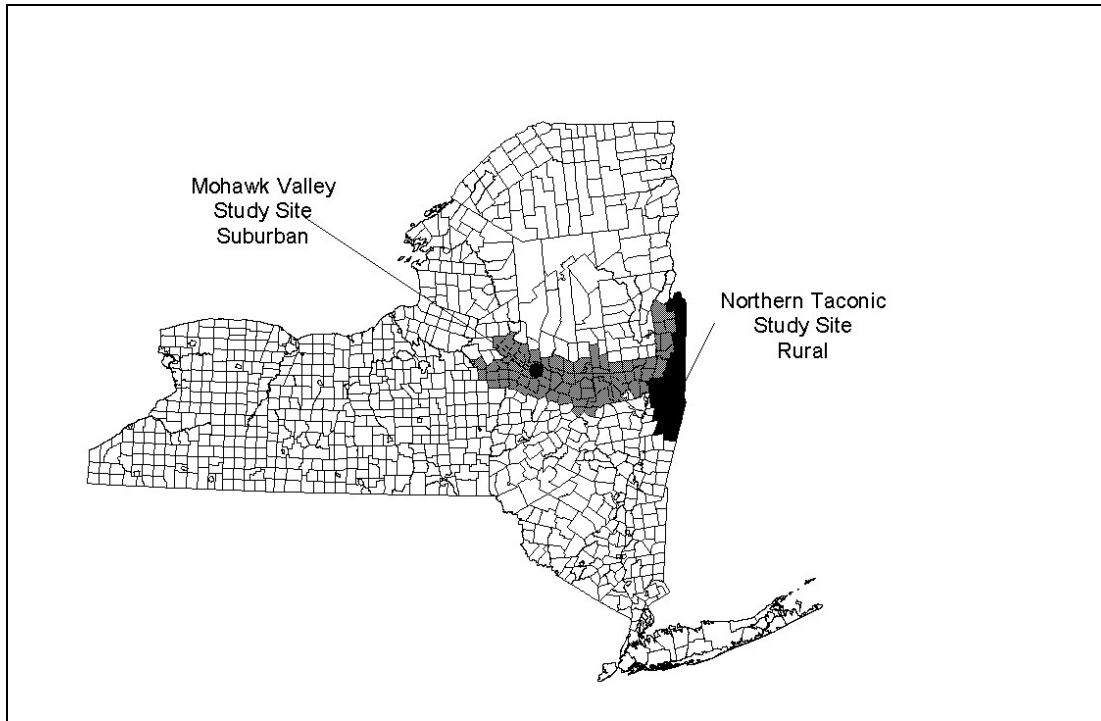 Mohawk Valley
Study Site
Suburban
Northern Taconic
Study Site
Rural